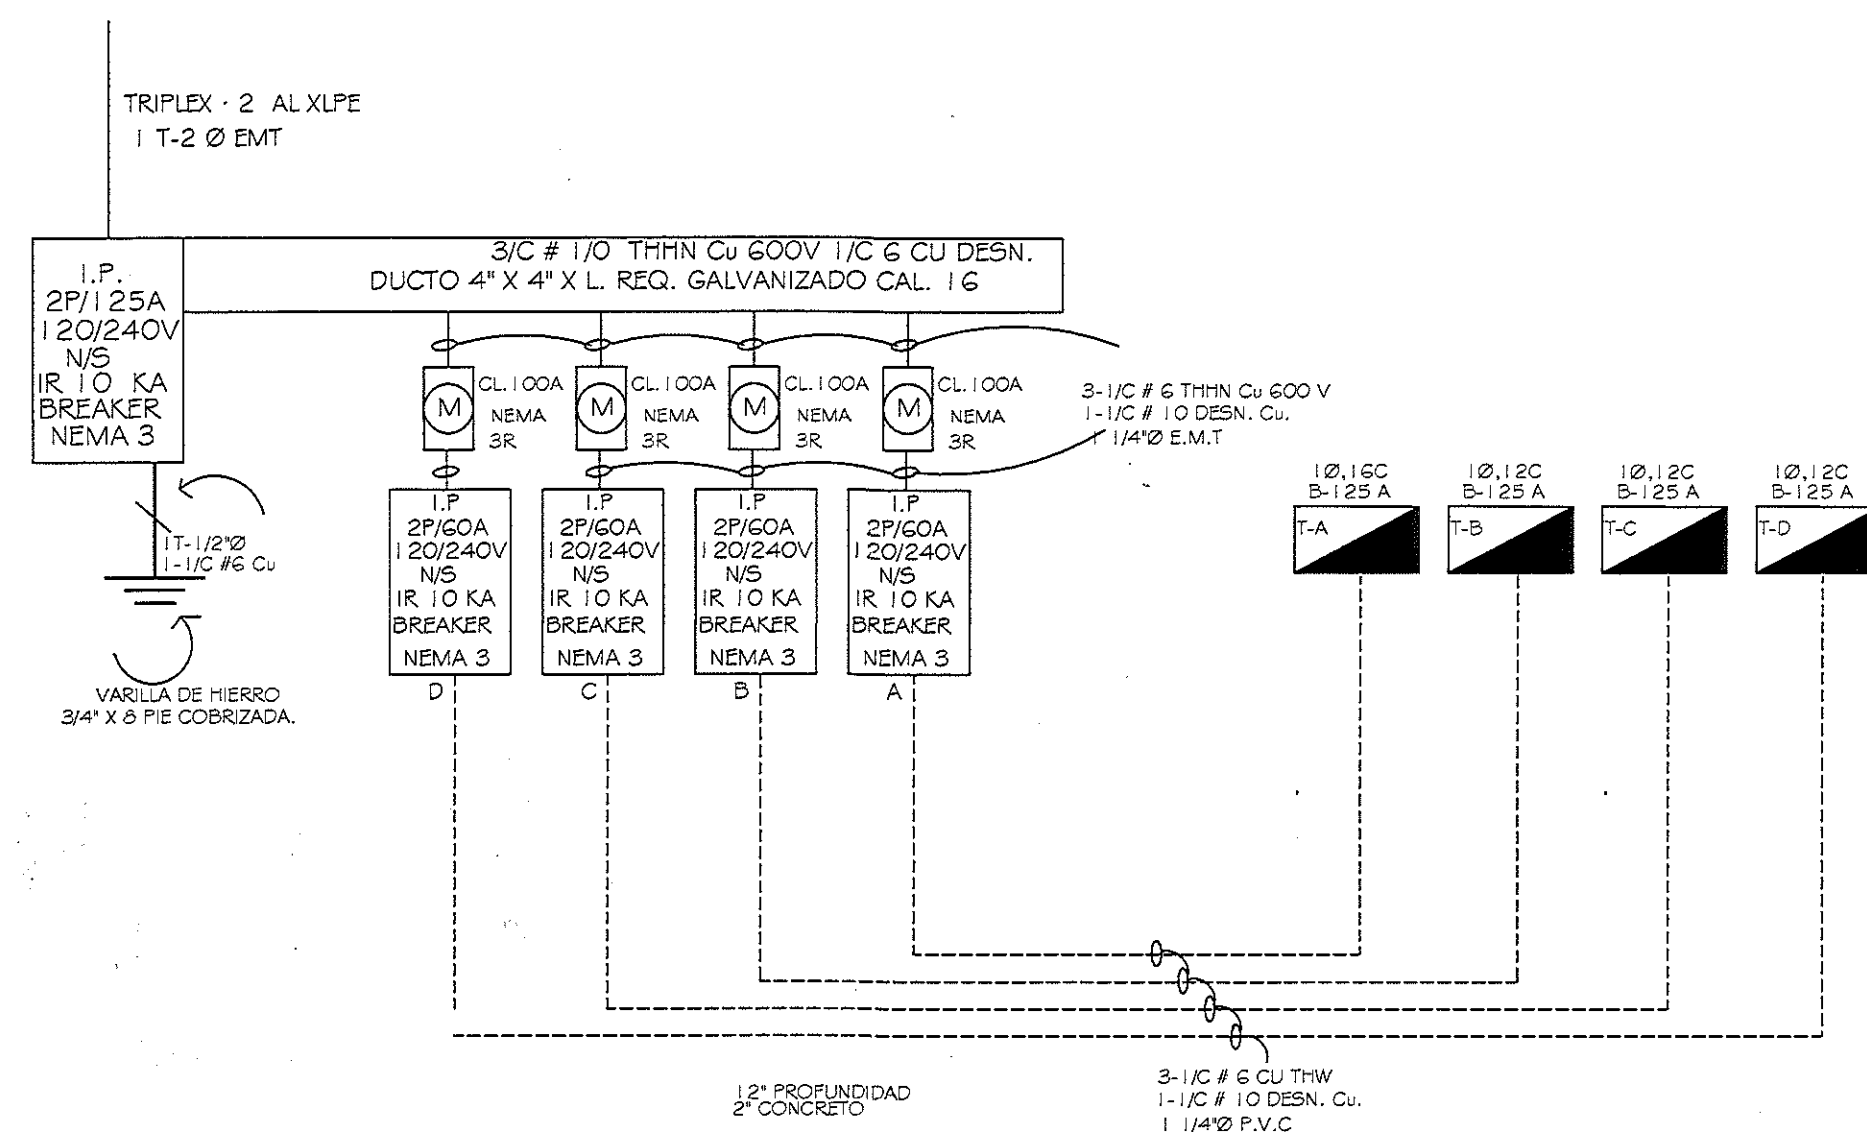 TRIPLEX · 2 AL XLPE
1 T-2 Ø EMT
3/C # 1/0 THHN Cu 600V 1/C 6 CU DESN.
DUCTO 4" X 4" X L. REQ. GALVANIZADO CAL. 16
I.P.
2P/125A
120/240V
N/S
IR 10 KA
BREAKER
NEMA 3
1T-1/2"Ø
1-1/C #6 Cu
VARILLA DE HIERRO
3/4" X 8 PIE COBRIZADA.
M
CL.100A
NEMA
3R
M
CL.100A
NEMA
3R
M
CL.100A
NEMA
3R
M
CL.100A
NEMA
3R
3-1/C # 6 THHN Cu 600 V
1-1/C # 10 DESN. Cu.
1 1/4"Ø E.M.T
I.P
2P/60A
120/240V
N/S
IR 10 KA
BREAKER
NEMA 3
D
I.P
2P/60A
120/240V
N/S
IR 10 KA
BREAKER
NEMA 3
C
I.P
2P/60A
120/240V
N/S
IR 10 KA
BREAKER
NEMA 3
B
I.P
2P/60A
120/240V
N/S
IR 10 KA
BREAKER
NEMA 3
A
1Ø,16C
B-125 A
T-A
1Ø,12C
B-125 A
T-B
1Ø,12C
B-125 A
T-C
1Ø,12C
B-125 A
T-D
12" PROFUNDIDAD
2" CONCRETO
3-1/C # 6 CU THW
1-1/C # 10 DESN. Cu.
1 1/4"Ø P.V.C